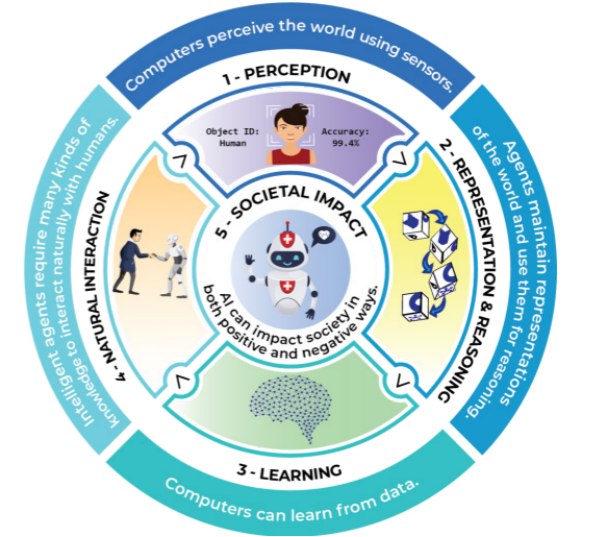 Computers perceive the world using sensors.
1 - PERCEPTION
Object ID:
Human
Accuracy:
99.4%
2 - REPRESENTATION & REASONING
Agents maintain representations
of the world and use them for reasoning.
3 - LEARNING
Computers can learn from data.
4 - NATURAL INTERACTION
Intelligent agents require many kinds of
knowledge to interact naturally with humans.
5 - SOCIETAL IMPACT
AI can impact society in
both positive and negative ways.